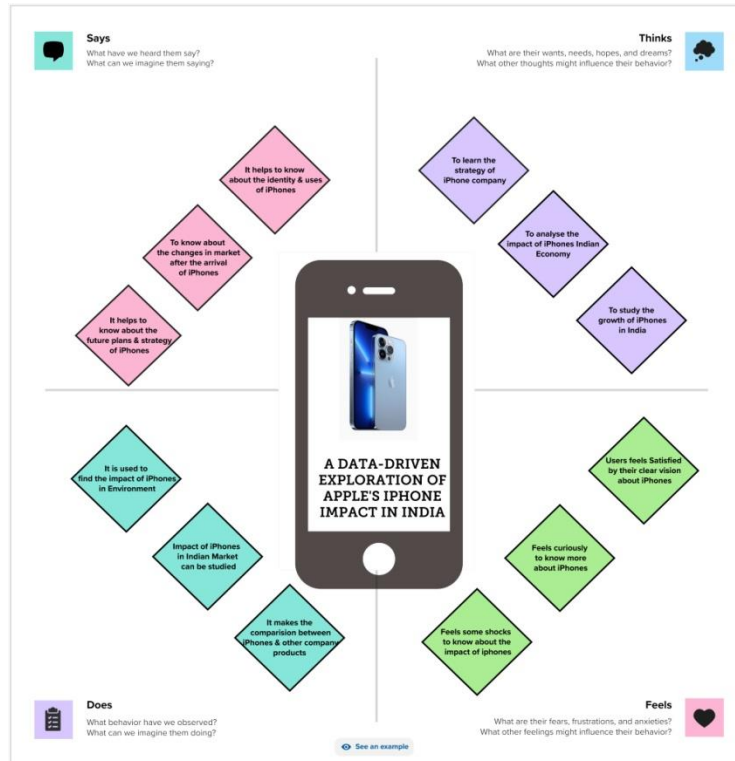 Says
What have we heard them say?
What can we imagine them saying?
Thinks
What are their wants, needs, hopes, and dreams?
What other thoughts might influence their behavior?
It helps to know
about the identity & uses
of iPhones
To know about
the changes in market
after the arrival
of iPhones
It helps to
know about the
future plans & strategy
of iPhones
To learn the
strategy of
iPhone company
To analyse the
impact of iPhones Indian
Economy
To study the
growth of iPhones
in India
A DATA-DRIVEN
EXPLORATION OF
APPLE'S IPHONE
IMPACT IN INDIA
It is used to
find the impact of iPhones
in Environment
Impact of iPhones
in Indian Market
can be studied
It makes the
comparision between
iPhones & other company
products
Users feels Satisfied
by their clear vision
about iPhones
Feels curiously
to know more
about iPhones
Feels some shocks
to know about the
impact of iphones
Does
What behavior have we observed?
What can we imagine them doing?
Feels
What are their fears, frustrations, and anxieties?
What other feelings might influence their behavior?
See an example